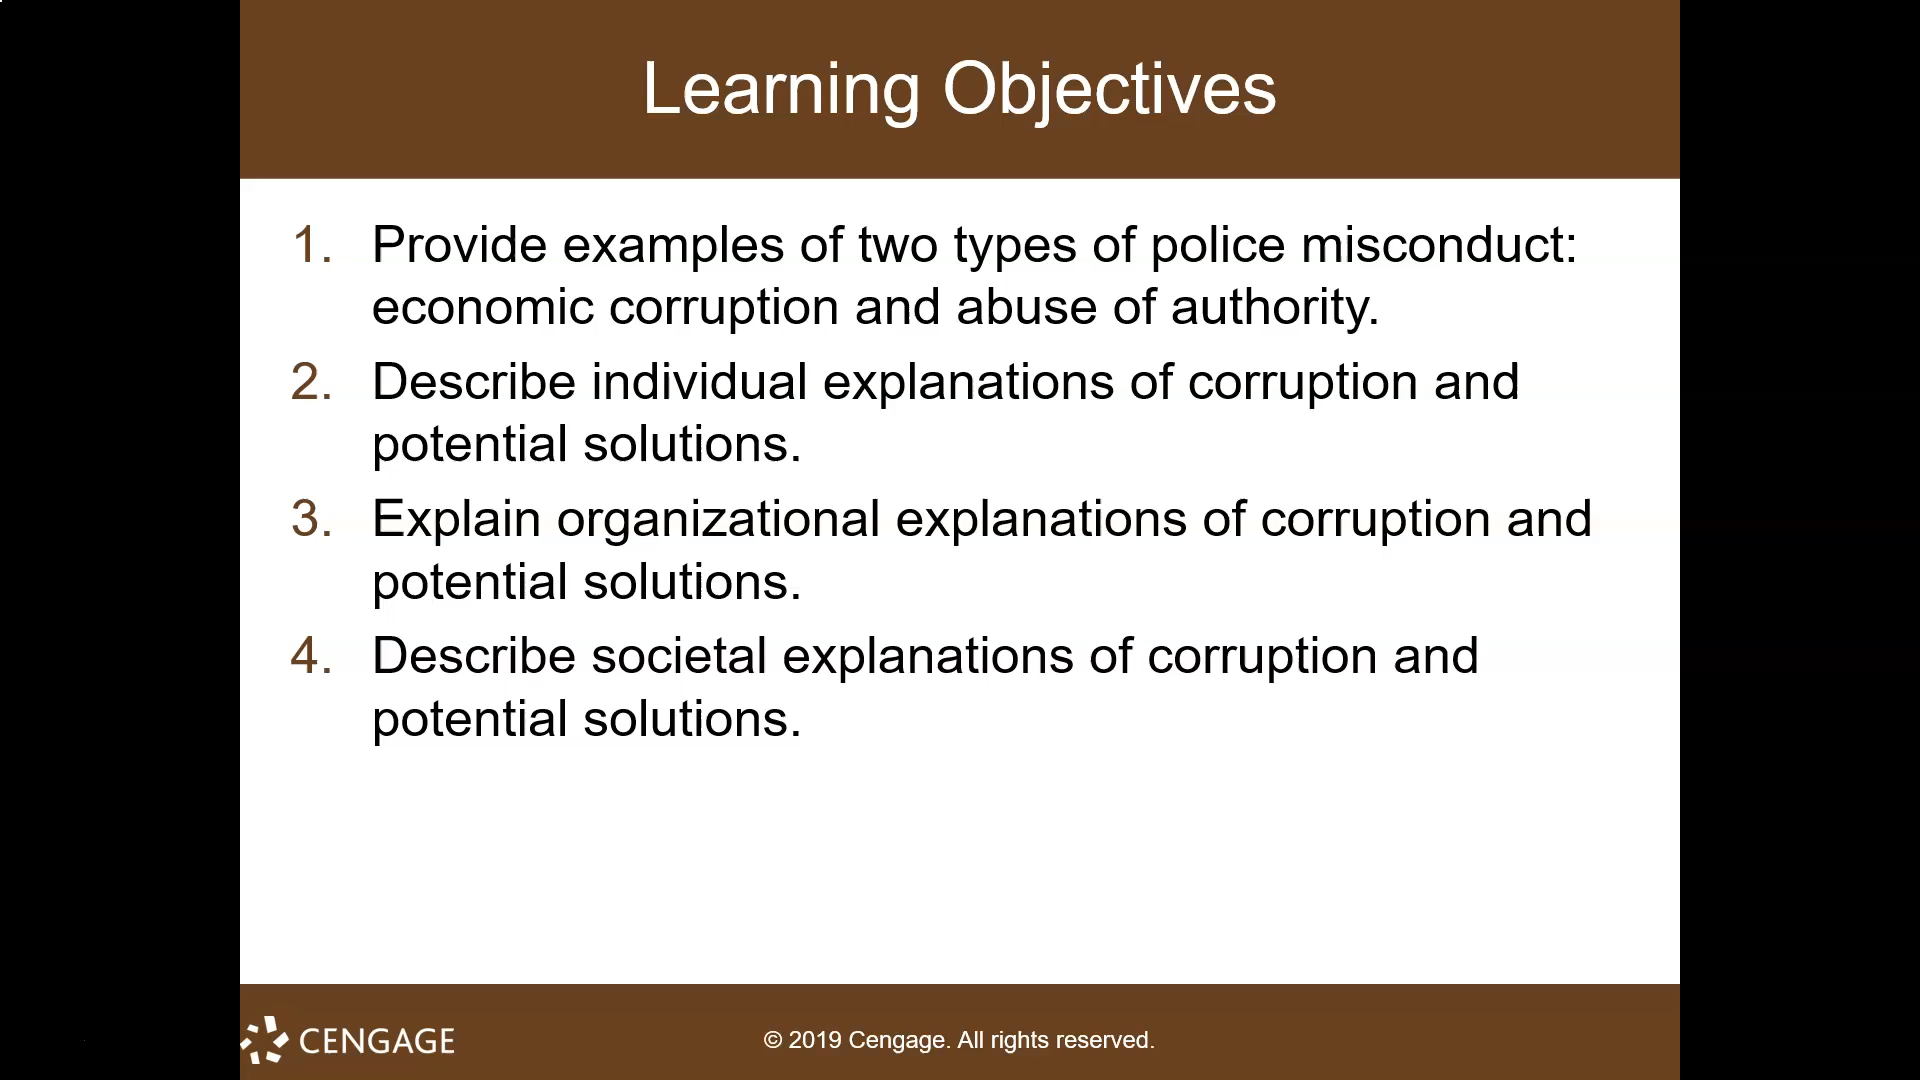 Learning Objectives
1. Provide examples of two types of police misconduct:
economic corruption and abuse of authority.
2. Describe individual explanations of corruption and
potential solutions.
3. Explain organizational explanations of corruption and
potential solutions.
4. Describe societal explanations of corruption and
potential solutions.
CENGAGE
© 2019 Cengage. All rights reserved.